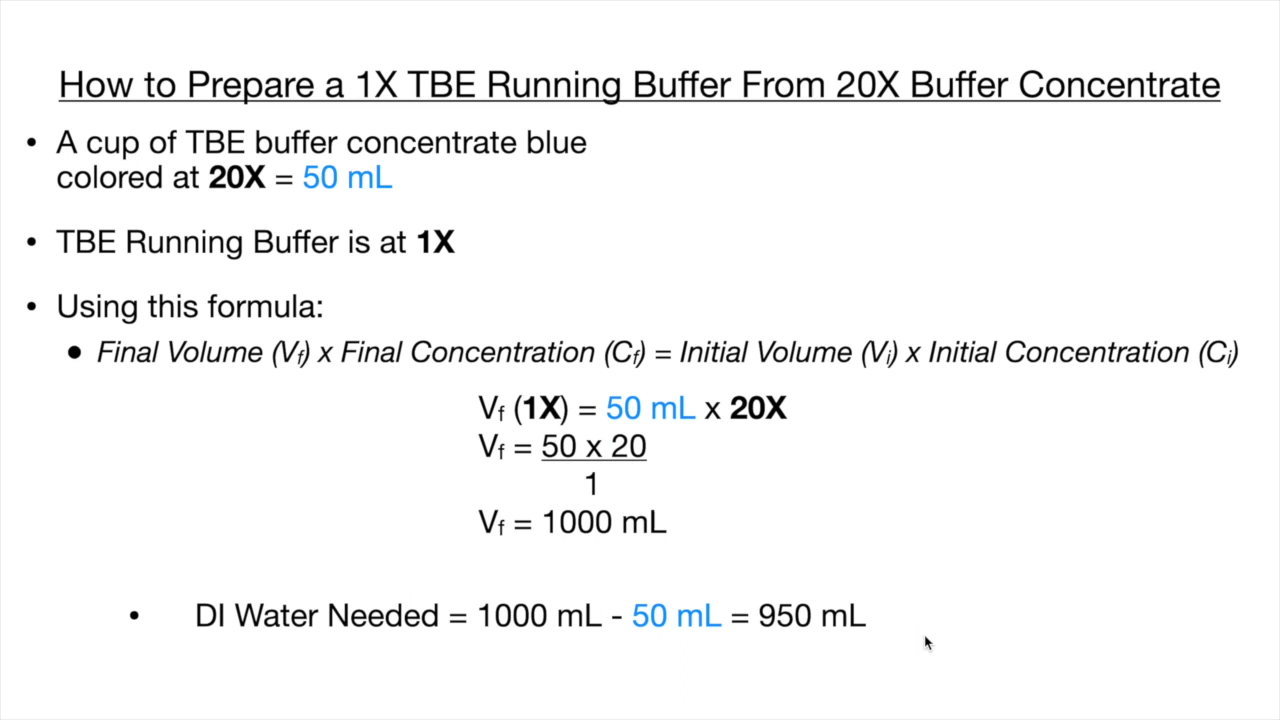 How to Prepare a 1X TBE Running Buffer From 20X Buffer Concentrate
• A cup of TBE buffer concentrate blue
colored at 20X = 50 mL
• TBE Running Buffer is at 1X
• Using this formula:
• Final Volume (Vf) x Final Concentration (Cf) = Initial Volume (Vi) x Initial Concentration (Ci)
Vf (1X) = 50 mL x 20X
Vf = 50 x 20
1
Vf = 1000 mL
• DI Water Needed = 1000 mL - 50 mL = 950 mL